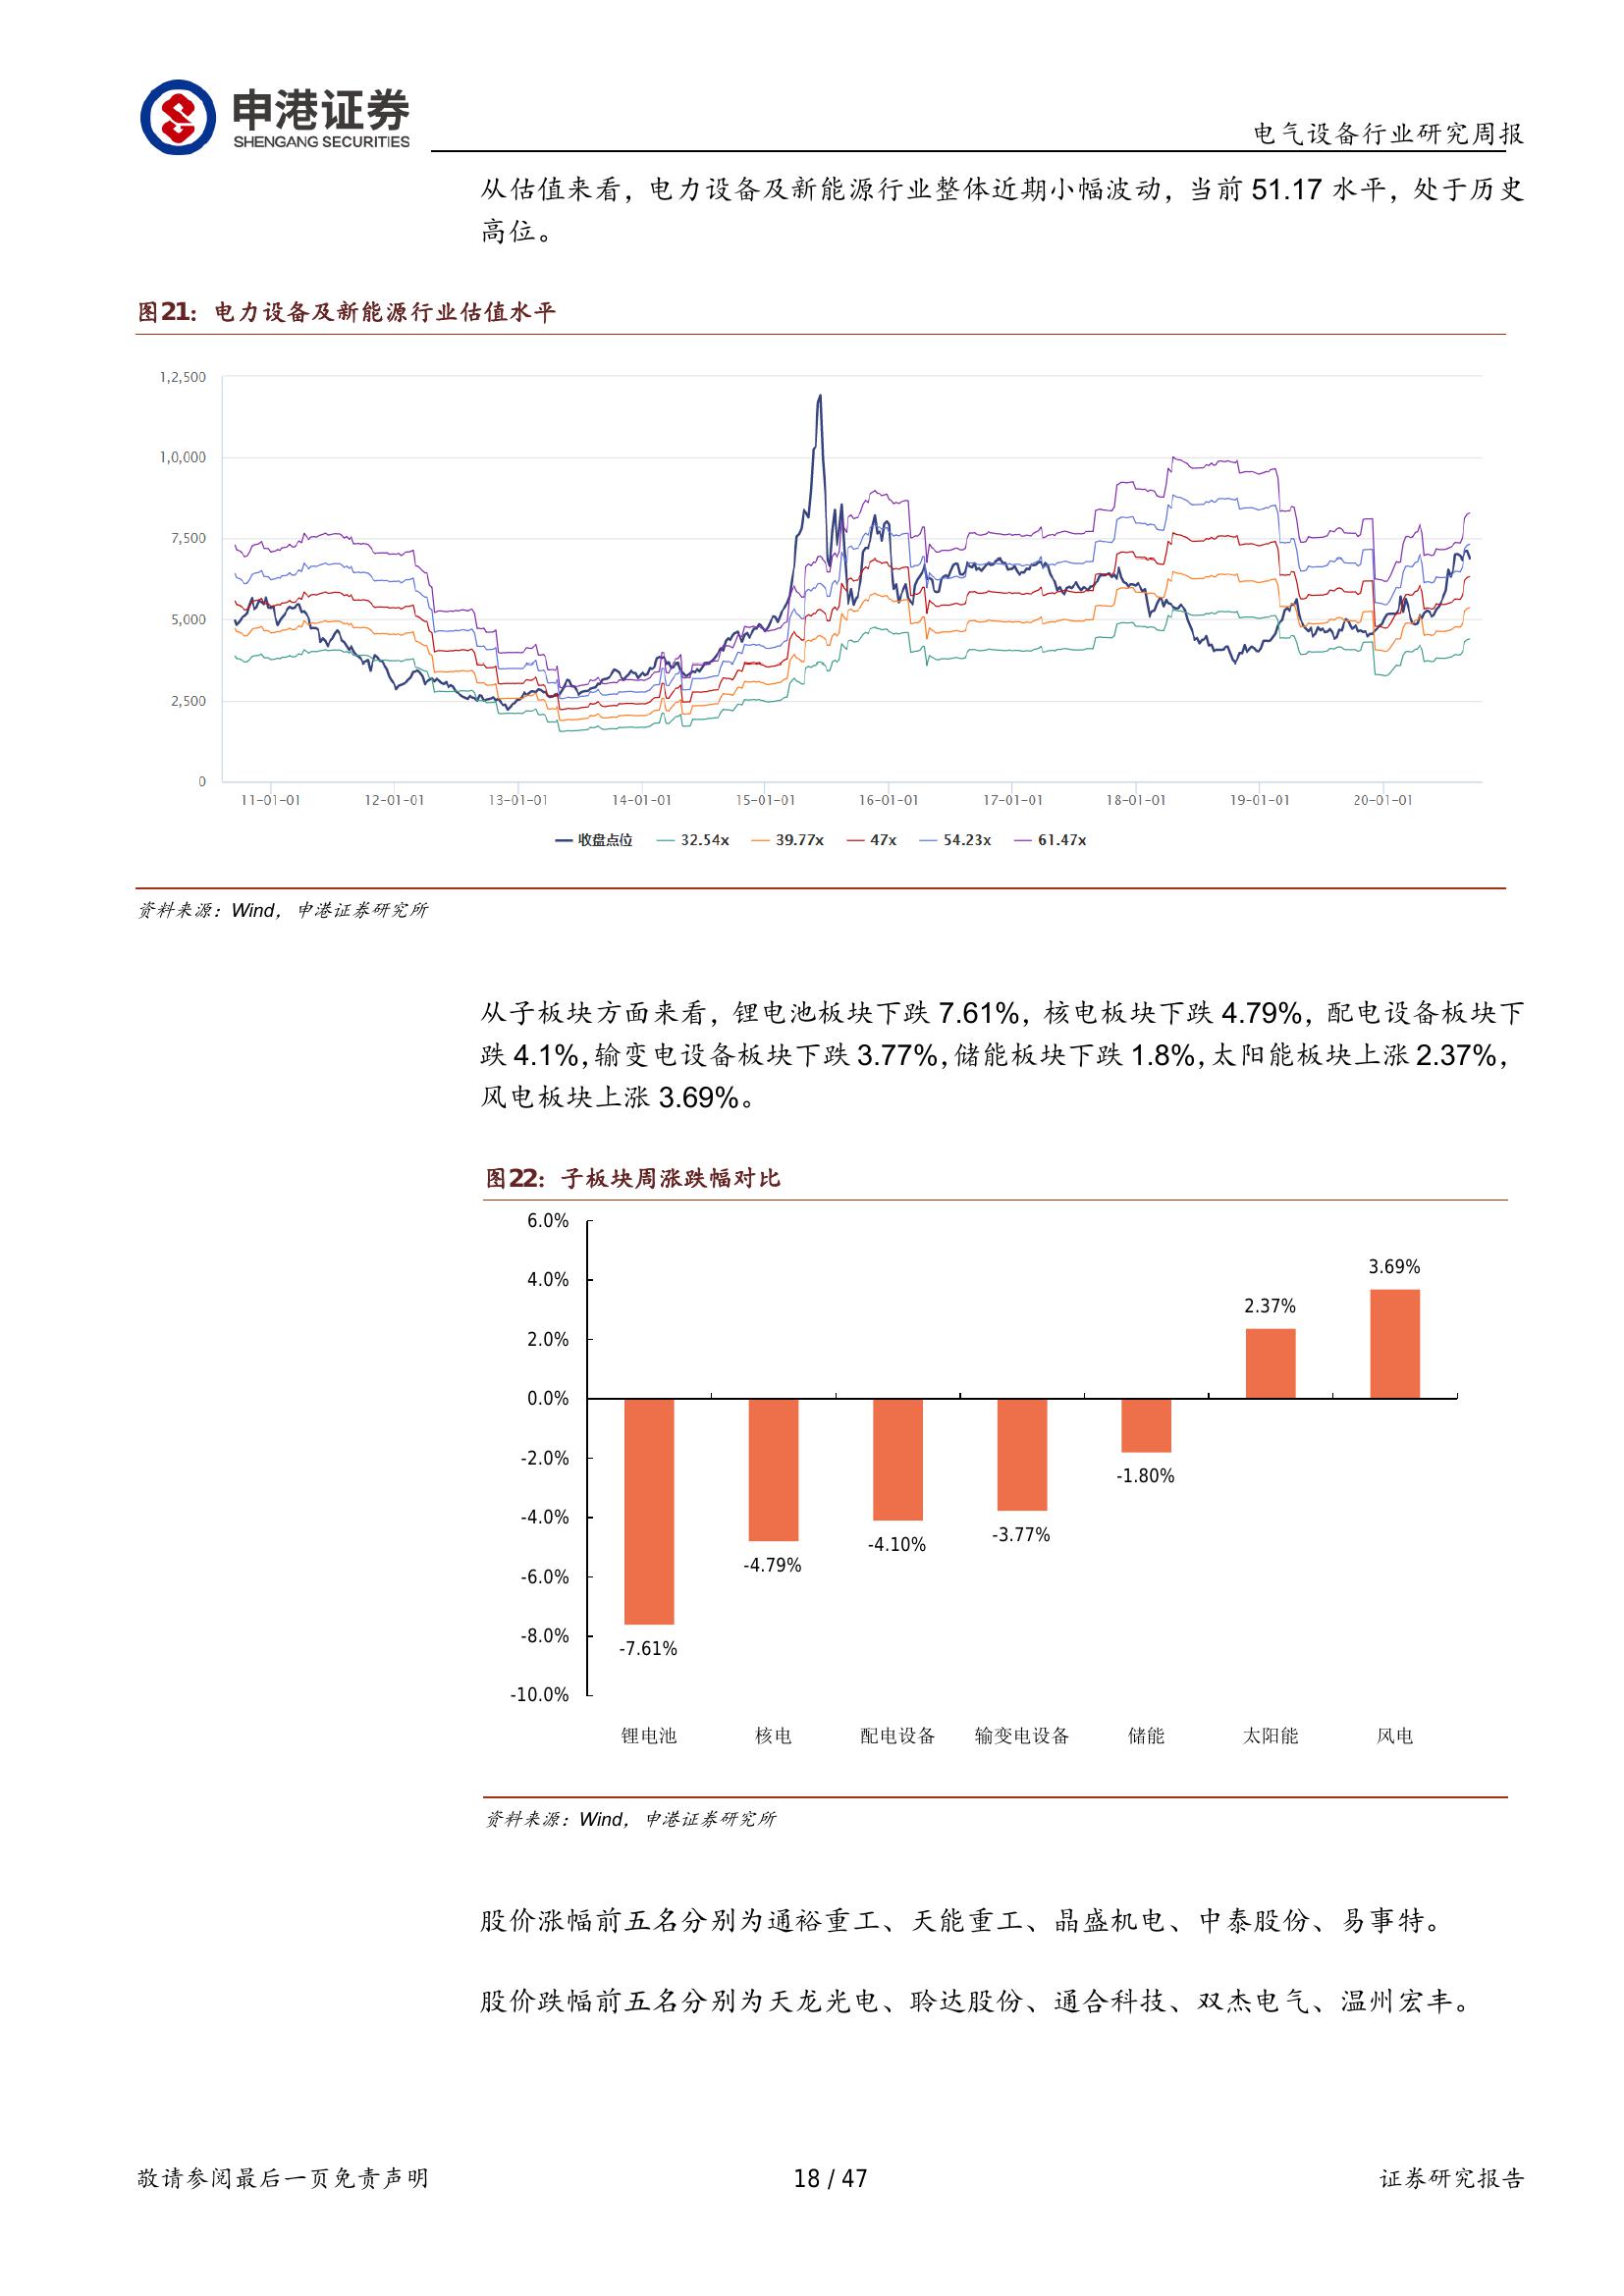 申港证券
SHENGANG SECURITIES
电气设备行业研究周报
从估值来看，电力设备及新能源行业整体近期小幅波动，当前 51.17 水平，处于历史
高位。
图21：电力设备及新能源行业估值水平
1,2,500
1,0,000
7,500
5,000
2,500
0
11-01-01 12-01-01 13-01-01 14-01-01 15-01-01 16-01-01 17-01-01 18-01-01 19-01-01 20-01-01
收盘点位 32.54x 39.77x 47x 54.23x 61.47x
资料来源：Wind，申港证券研究所
从子板块方面来看，锂电池板块下跌 7.61%，核电板块下跌 4.79%，配电设备板块下
跌 4.1%，输变电设备板块下跌 3.77%，储能板块下跌 1.8%，太阳能板块上涨 2.37%，
风电板块上涨 3.69%。
图22：子板块周涨跌幅对比
6.0%
4.0%
2.0%
0.0%
-2.0%
-4.0%
-6.0%
-8.0%
-10.0%
-7.61%
-4.79%
-4.10%
-3.77%
-1.80%
2.37%
3.69%
锂电池 核电 配电设备 输变电设备 储能 太阳能 风电
资料来源：Wind，申港证券研究所
股价涨幅前五名分别为通裕重工、天能重工、晶盛机电、中泰股份、易事特。
股价跌幅前五名分别为天龙光电、聆达股份、通合科技、双杰电气、温州宏丰。
敬请参阅最后一页免责声明 18 / 47 证券研究报告